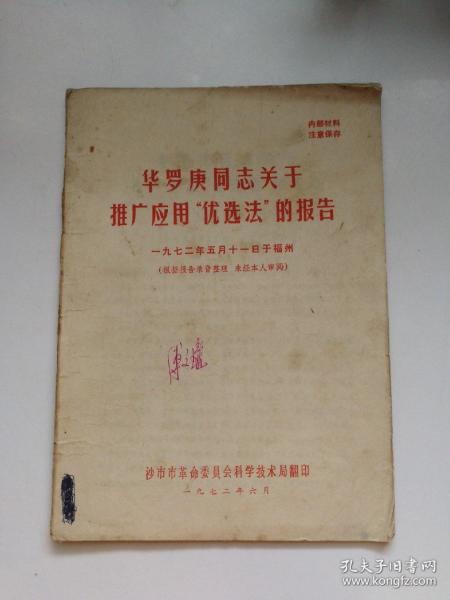 内部材料
注意保存
华罗庚同志关于
推广应用“优选法”的报告
一九七二年五月十一日于福州
（根据报告录音整理 未经本人审阅）
沙市市革命委员会科学技术局翻印
一九七二年六月
孔夫子旧书网
www.kongfz.com